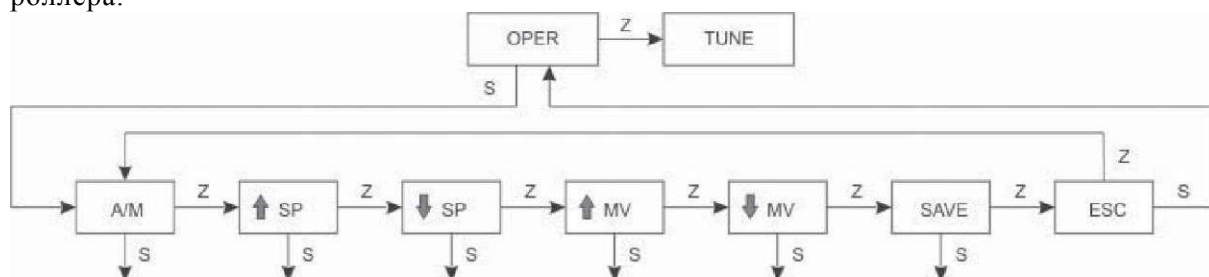 роллера.
OPER Z TUNE
S
Z
A/M Z SP Z SP Z MV Z MV Z SAVE Z ESC S
S S S S S S